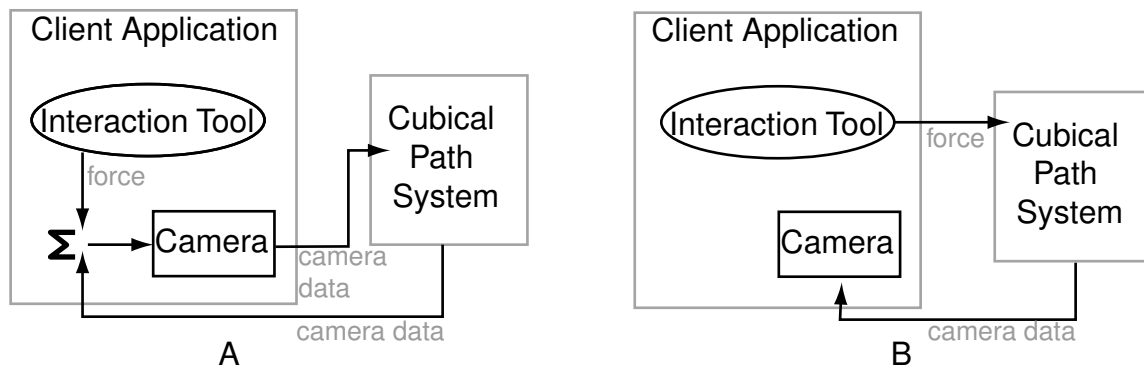 Client Application
Interaction Tool
force
Σ
Camera
camera
data
Cubical
Path
System
camera data
A
Client Application
Interaction Tool
force
Cubical
Path
System
Camera
camera data
B